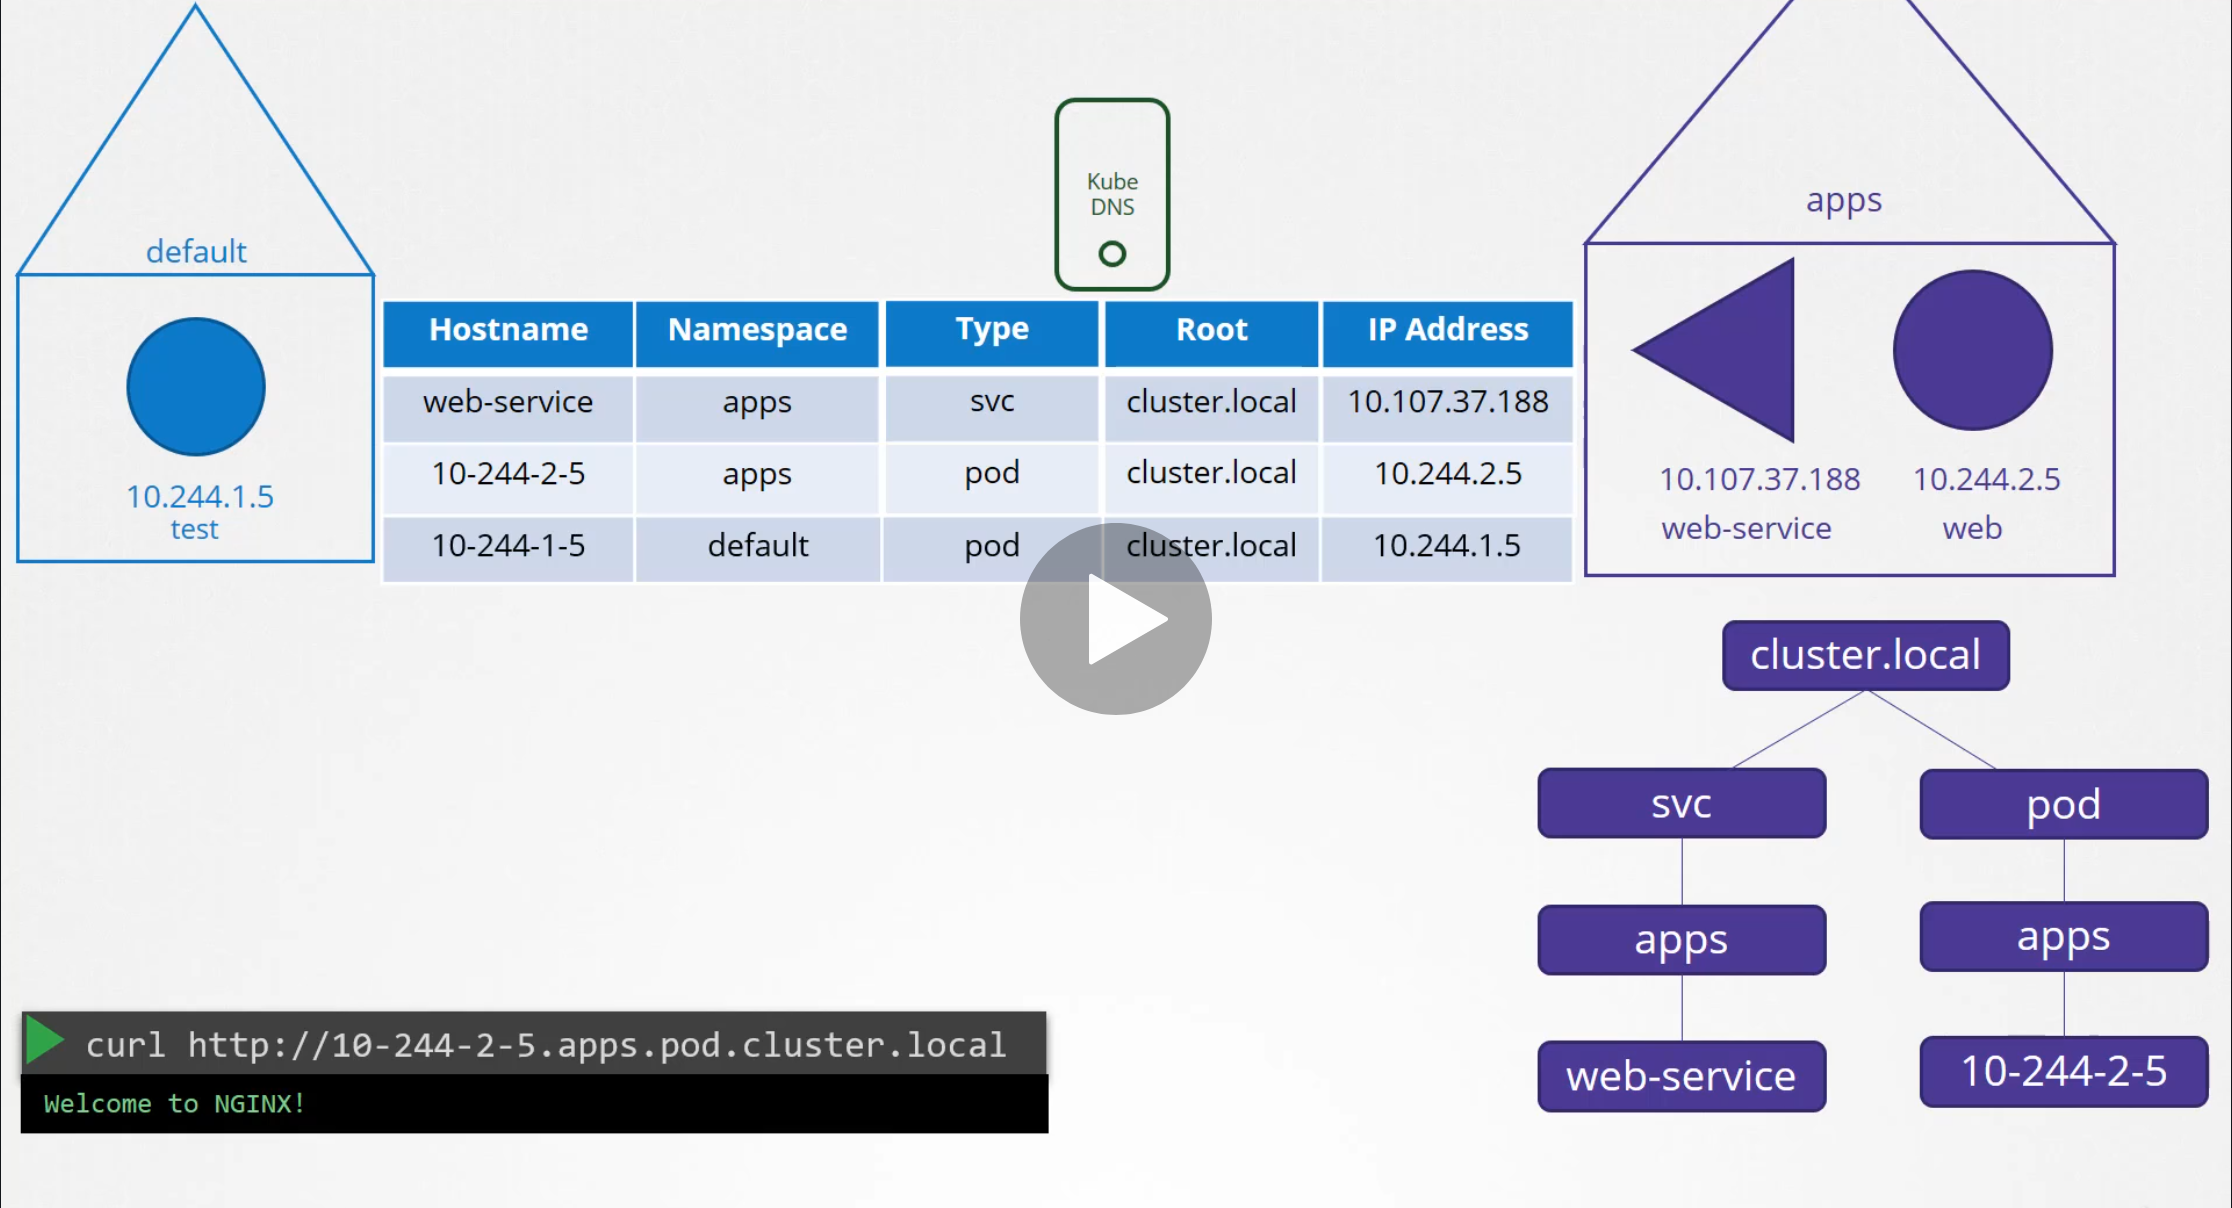 default
10.244.1.5
test
Kube
DNS
apps
10.107.37.188
web-service
10.244.2.5
web
Hostname Namespace Type Root IP Address
web-service apps svc cluster.local 10.107.37.188
10-244-2-5 apps pod cluster.local 10.244.2.5
10-244-1-5 default pod cluster.local 10.244.1.5
cluster.local
svc pod
apps apps
web-service 10-244-2-5
curl http://10-244-2-5.apps.pod.cluster.local
Welcome to NGINX!